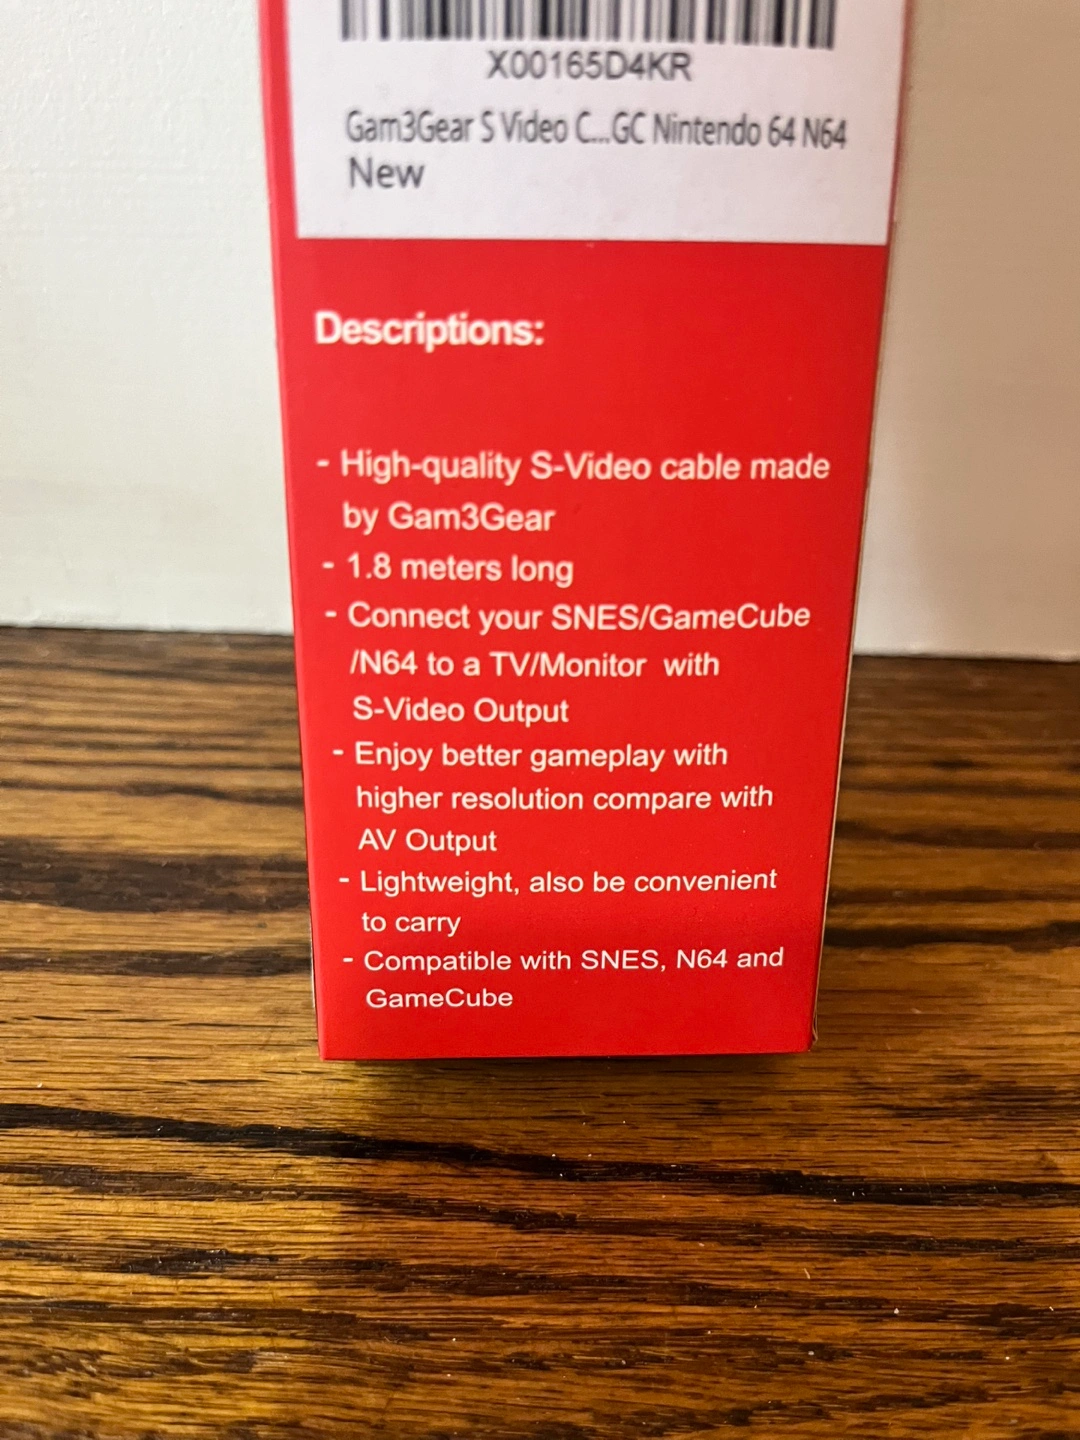 X00165D4KR
Gam3Gear S Video C...GC Nintendo 64 N64
New
Descriptions:
- High-quality S-Video cable made
by Gam3Gear
- 1.8 meters long
- Connect your SNES/GameCube
/N64 to a TV/Monitor with
S-Video Output
- Enjoy better gameplay with
higher resolution compare with
AV Output
- Lightweight, also be convenient
to carry
- Compatible with SNES, N64 and
GameCube